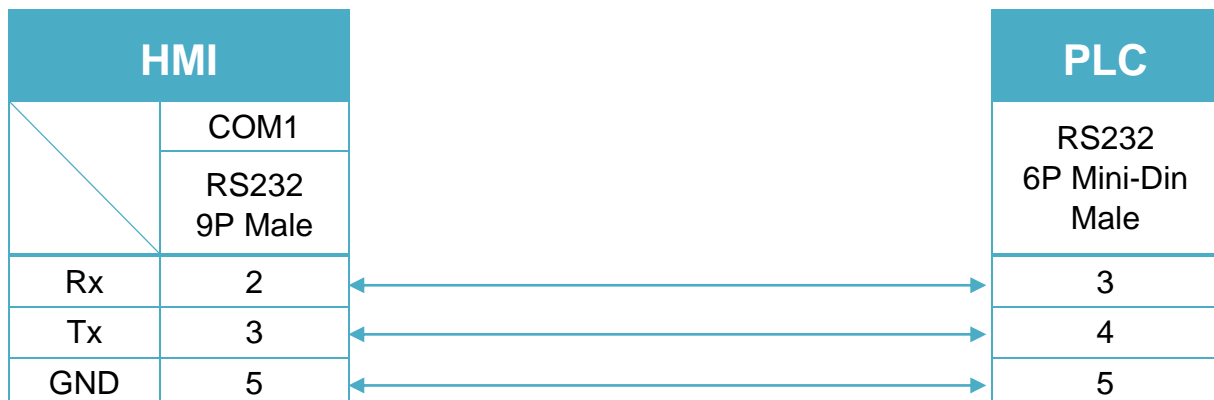 HMI
PLC
COM1
RS232
9P Male
RS232
6P Mini-Din
Male
Rx 2 3
Tx 3 4
GND 5 5